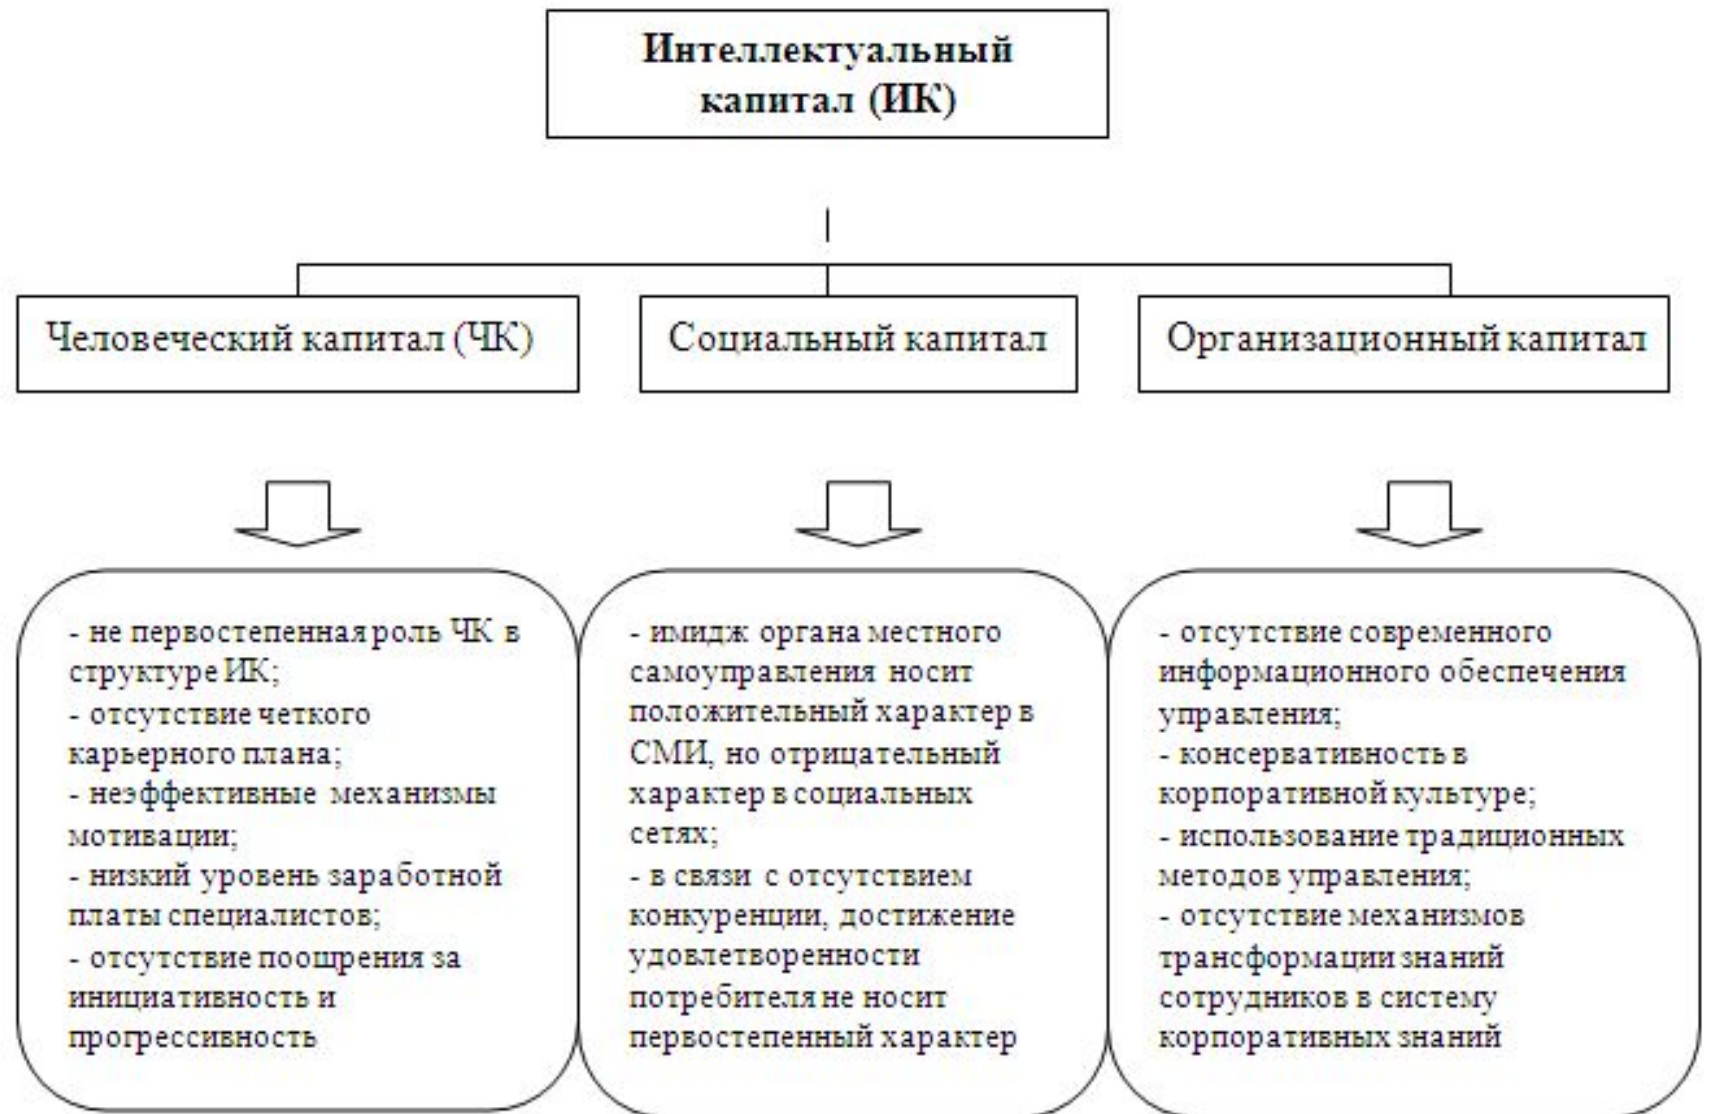 Интеллектуальный
капитал (ИК)
Человеческий капитал (ЧК)
Социальный капитал
Организационный капитал
- не первостепенная роль ЧК в
структуре ИК;
- отсутствие четкого
карьерного плана;
- неэффективные механизмы
мотивации;
- низкий уровень заработной
платы специалистов;
- отсутствие поощрения за
инициативность и
прогрессивность
- имидж органа местного
самоуправления носит
положительный характер в
СМИ, но отрицательный
характер в социальных
сетях;
- в связи с отсутствием
конкуренции, достижение
удовлетворенности
потребителя не носит
первостепенный характер
- отсутствие современного
информационного обеспечения
управления;
- консервативность в
корпоративной культуре;
- использование традиционных
методов управления;
- отсутствие механизмов
трансформации знаний
сотрудников в систему
корпоративных знаний